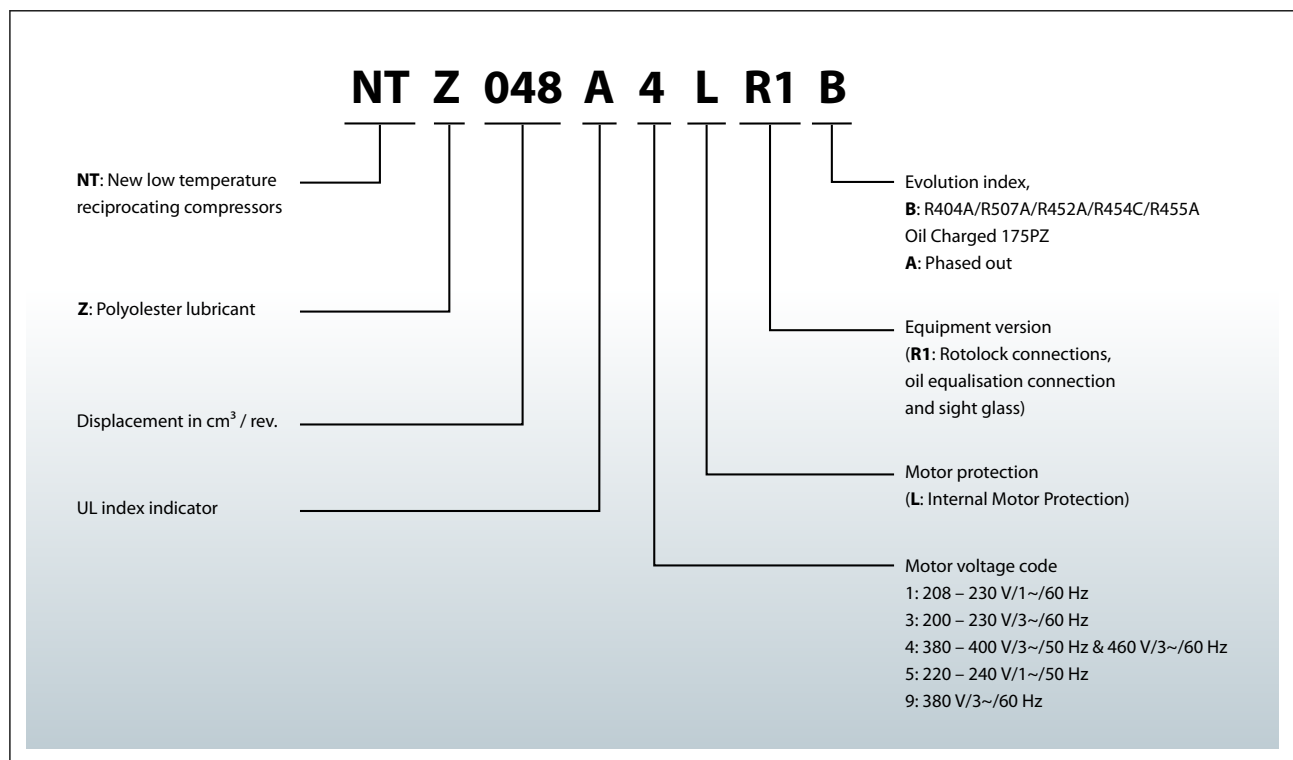 NT Z 048 A 4 L R1 B
NT: New low temperature
reciprocating compressors
Z: Polyolester lubricant
Displacement in cm³ / rev.
UL index indicator
Evolution index,
B: R404A/R507A/R452A/R454C/R455A
Oil Charged 175PZ
A: Phased out
Equipment version
(R1: Rotolock connections,
oil equalisation connection
and sight glass)
Motor protection
(L: Internal Motor Protection)
Motor voltage code
1: 208 – 230 V/1~/60 Hz
3: 200 – 230 V/3~/60 Hz
4: 380 – 400 V/3~/50 Hz & 460 V/3~/60 Hz
5: 220 – 240 V/1~/50 Hz
9: 380 V/3~/60 Hz